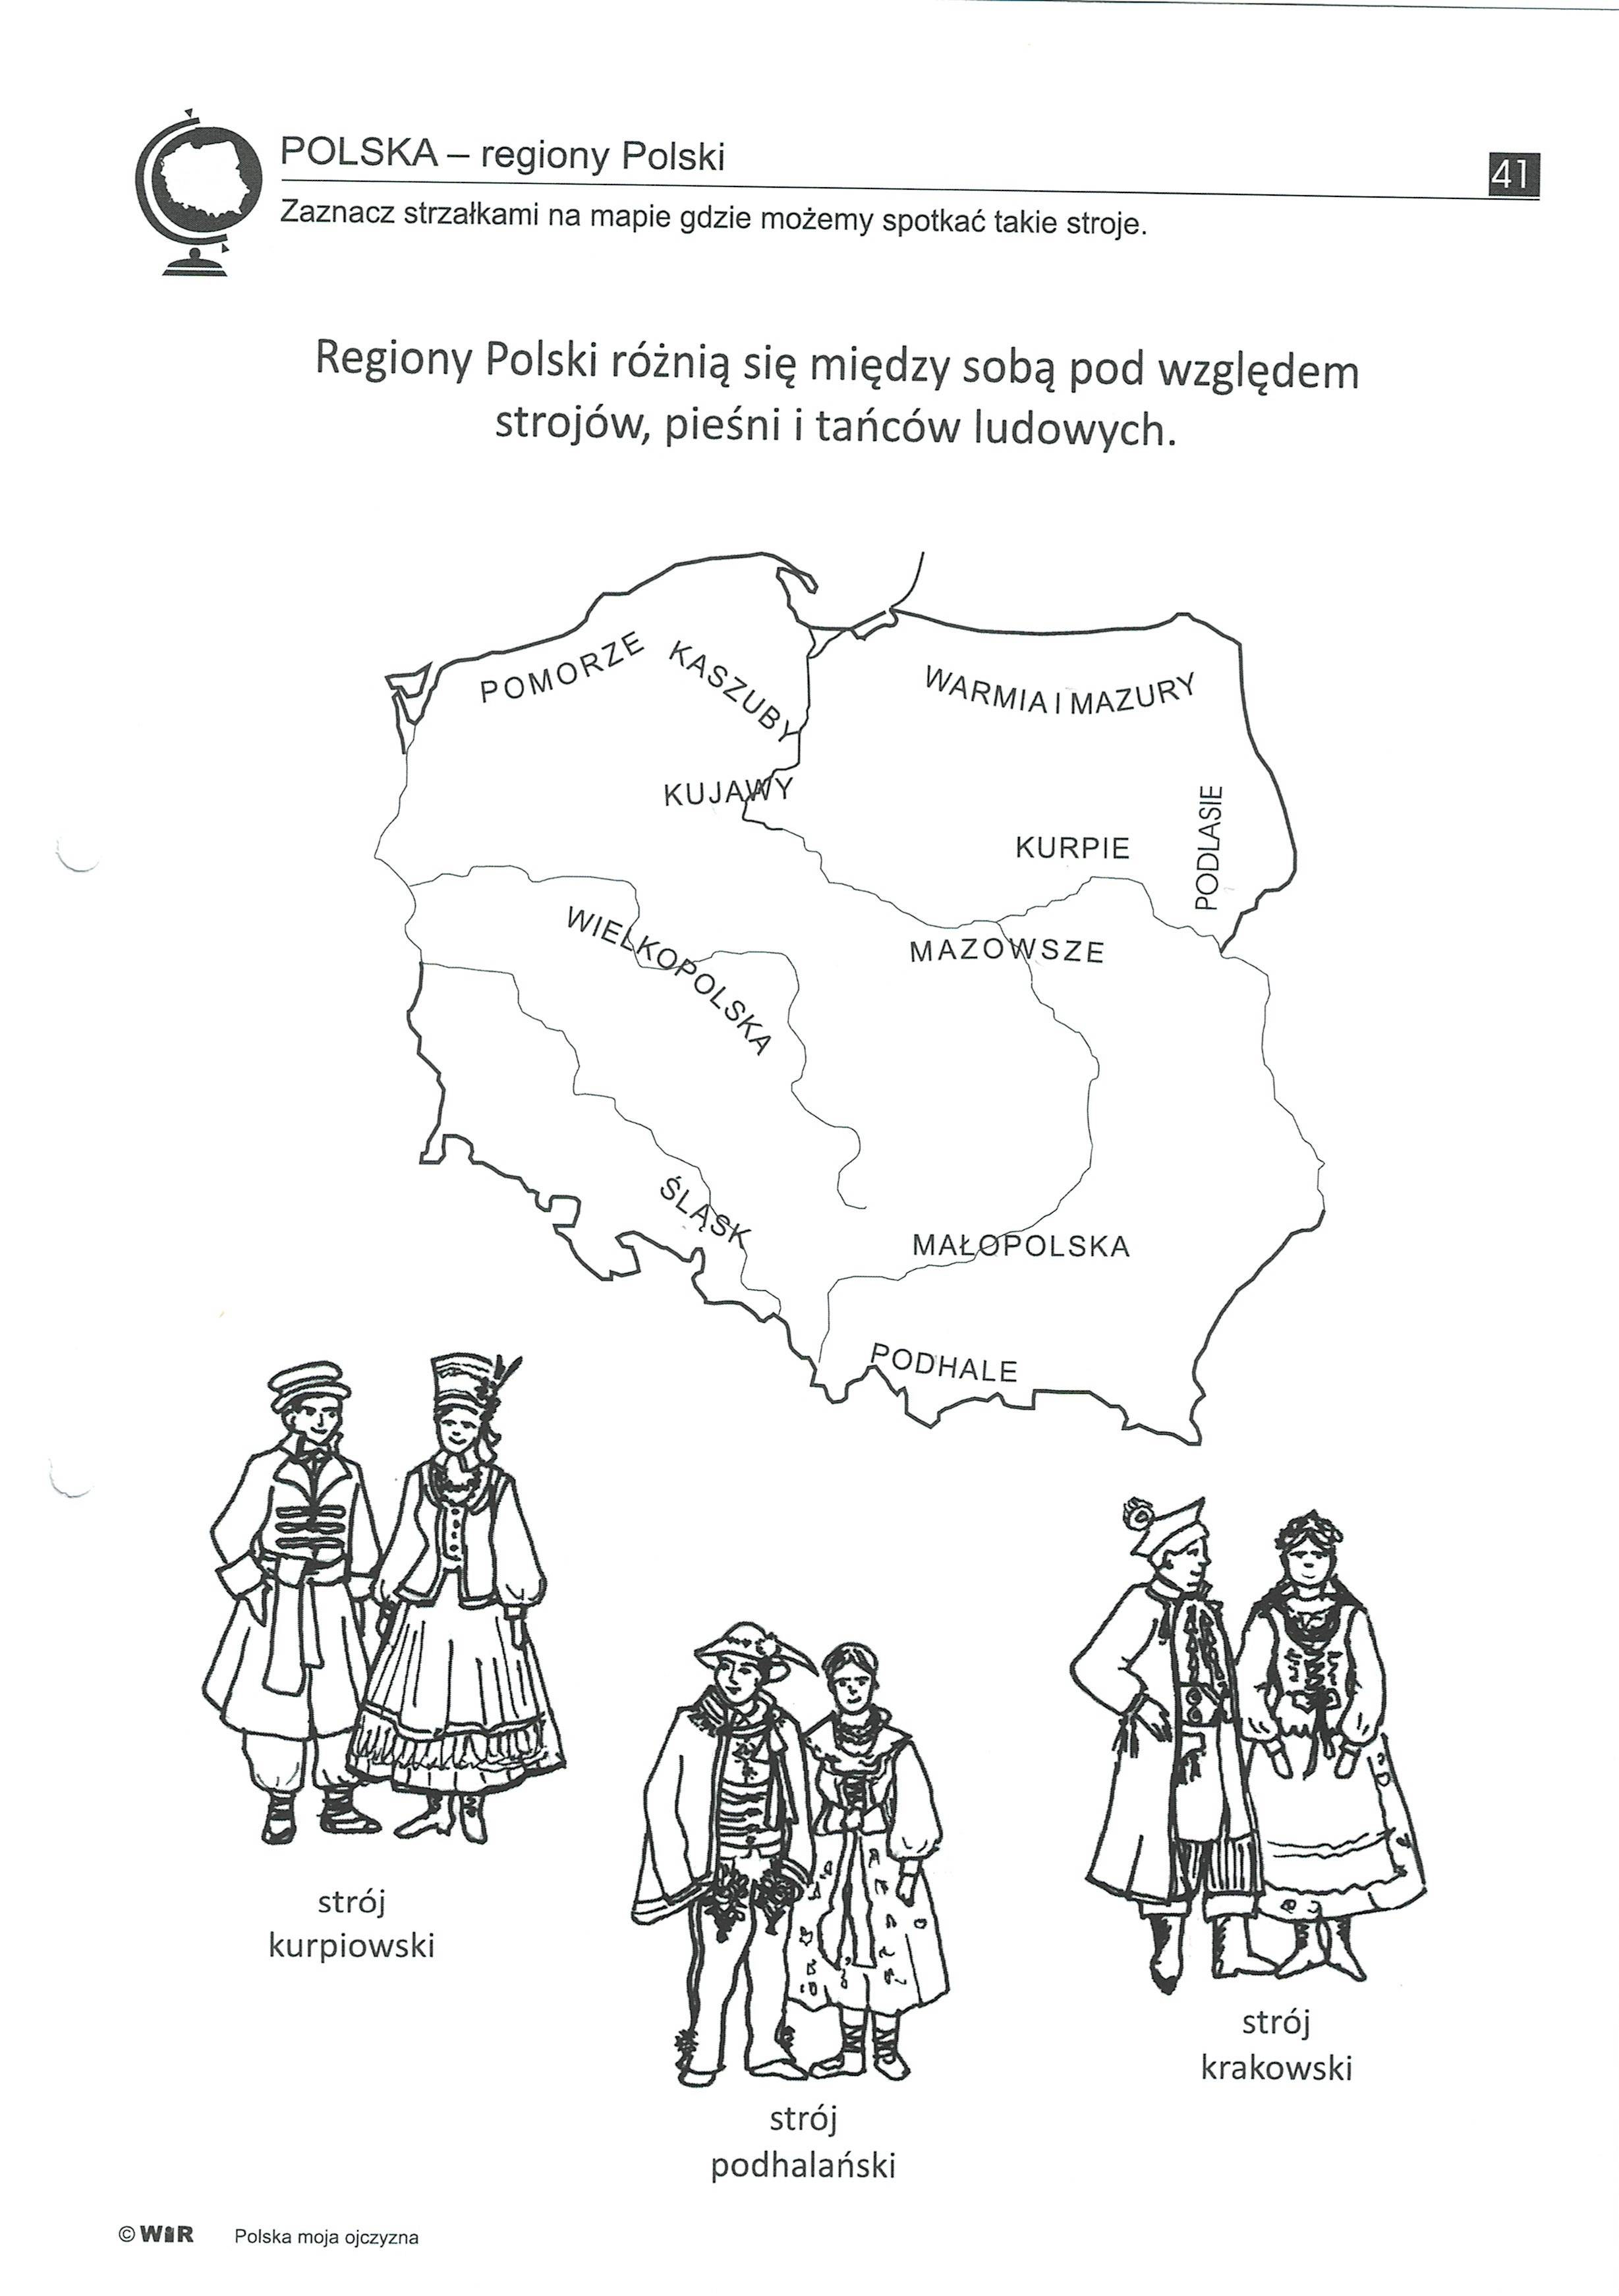 POLSKA – regiony Polski
41
Zaznacz strzałkami na mapie gdzie możemy spotkać takie stroje.
Regiony Polski różnią się między sobą pod względem
strojów, pieśni i tańców ludowych.
POMORZE
KASZUBY
WARMIA I MAZURY
KUJAWY
KURPIE
PODLASIE
WIELKOPOLSKA
MAZOWSZE
ŚLĄSK
MAŁOPOLSKA
PODHALE
strój
kurpiowski
strój
podhalański
strój
krakowski
© WiR Polska moja ojczyzna